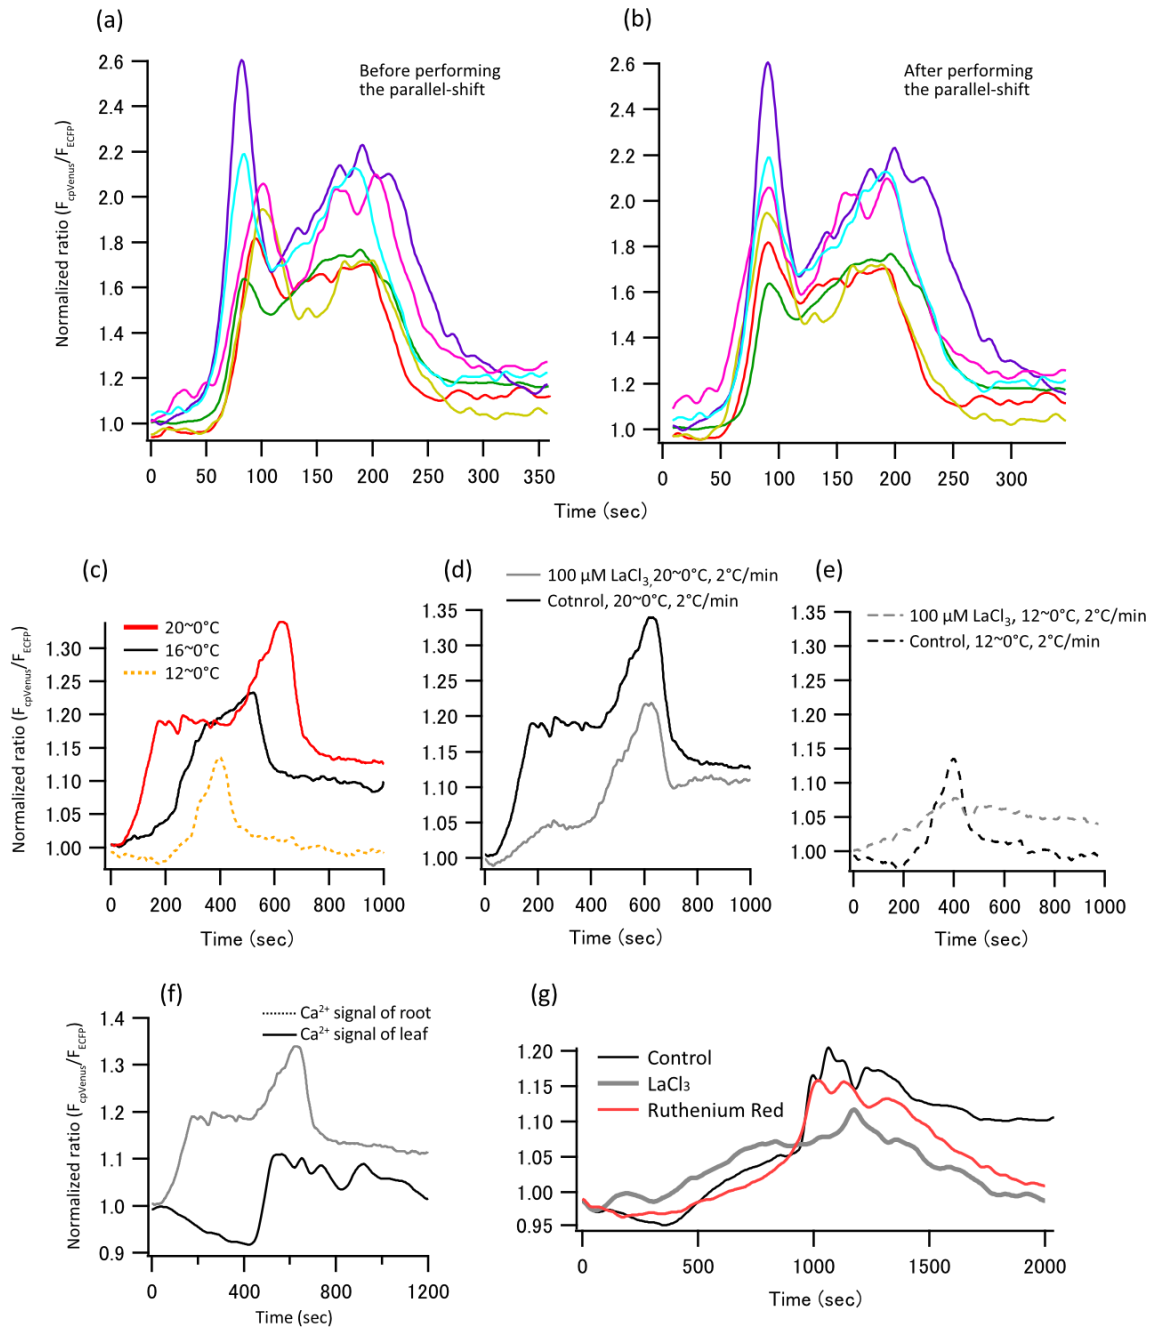 (a)
(b)
Before performing
the parallel-shift
After performing
the parallel-shift
Normalized ratio (FcpVenus/FECFP)
2.6
2.4
2.2
2.0
1.8
1.6
1.4
1.2
1.0
0 50 100 150 200 250 300 350
2.6
2.4
2.2
2.0
1.8
1.6
1.4
1.2
1.0
0 50 100 150 200 250 300
Time (sec)
(c)
20~0°C
16~0°C
12~0°C
Normalized ratio (FcpVenus/FECFP)
1.30
1.25
1.20
1.15
1.10
1.05
1.00
0 200 400 600 800 1000
Time (sec)
(d)
100 µM LaCl3,20~0°C, 2°C/min
Cotnrol, 20~0°C, 2°C/min
1.35
1.30
1.25
1.20
1.15
1.10
1.05
1.00
0 200 400 600 800 1000
Time (sec)
(e)
100 µM LaCl3, 12~0°C, 2°C/min
Control, 12~0°C, 2°C/min
1.35
1.30
1.25
1.20
1.15
1.10
1.05
1.00
0 200 400 600 800 1000
Time (sec)
(f)
Ca2+ signal of root
Ca2+ signal of leaf
Normalized ratio (FcpVenus/FECFP)
1.4
1.3
1.2
1.1
1.0
0.9
0 400 800 1200
Time (sec)
(g)
Control
LaCl3
Ruthenium Red
1.20
1.15
1.10
1.05
1.00
0.95
0 500 1000 1500 2000
Time (sec)